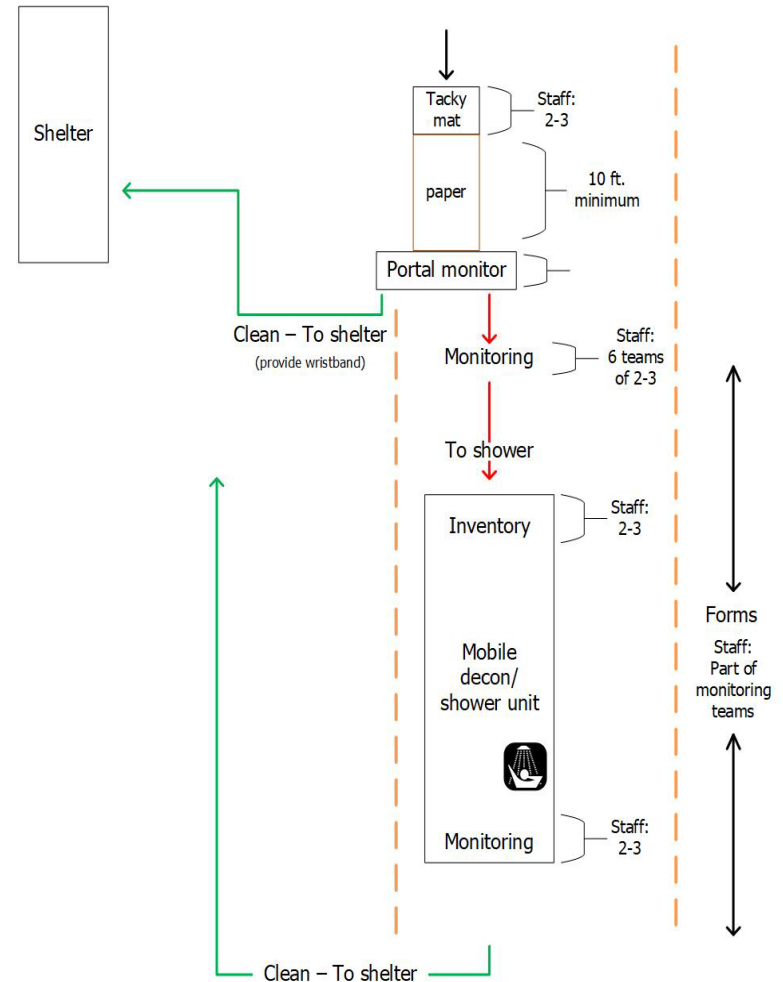 Shelter
Tacky
mat
Staff:
2-3
paper
10 ft.
minimum
Portal monitor
Clean – To shelter
(provide wristband)
Monitoring
Staff:
6 teams
of 2-3
To shower
Inventory
Staff:
2-3
Forms
Staff:
Part of
monitoring
teams
Mobile
decon/
shower unit
Monitoring
Staff:
2-3
Clean – To shelter